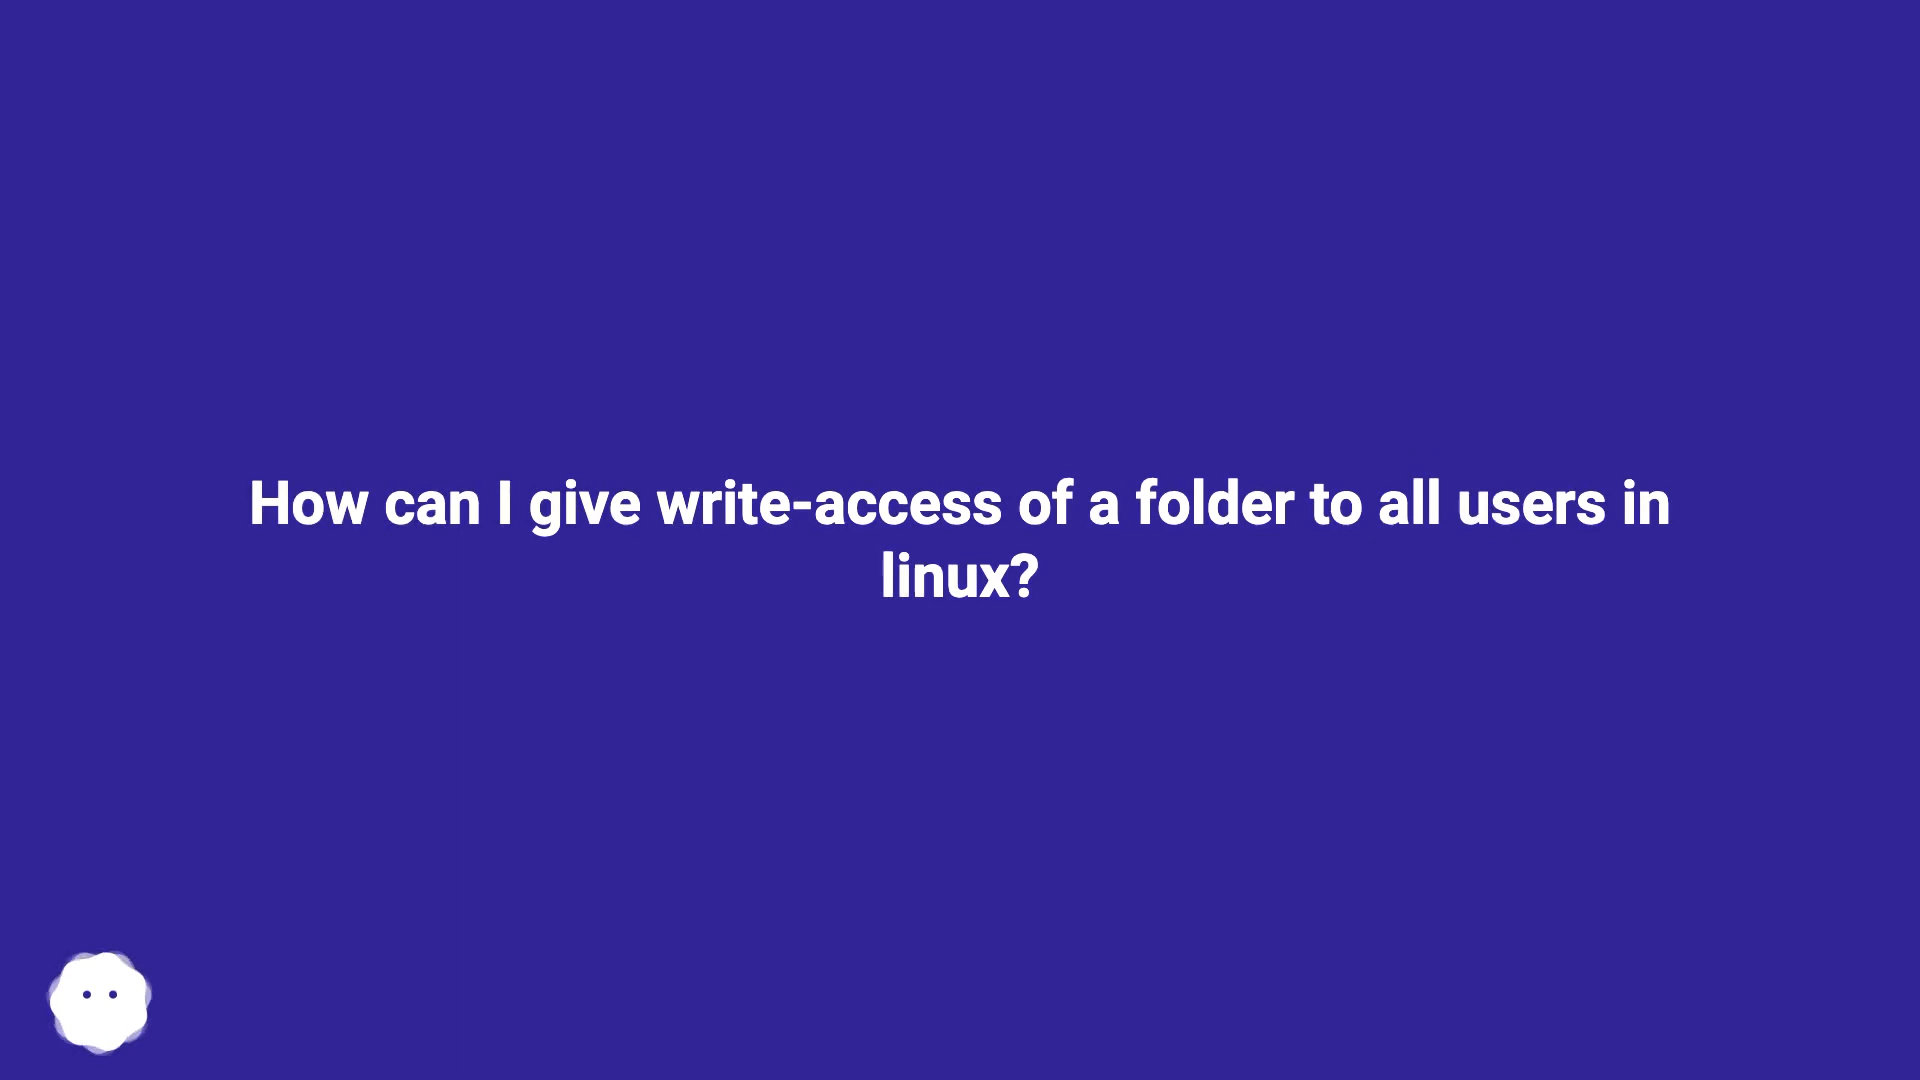 How can I give write-access of a folder to all users in
linux?